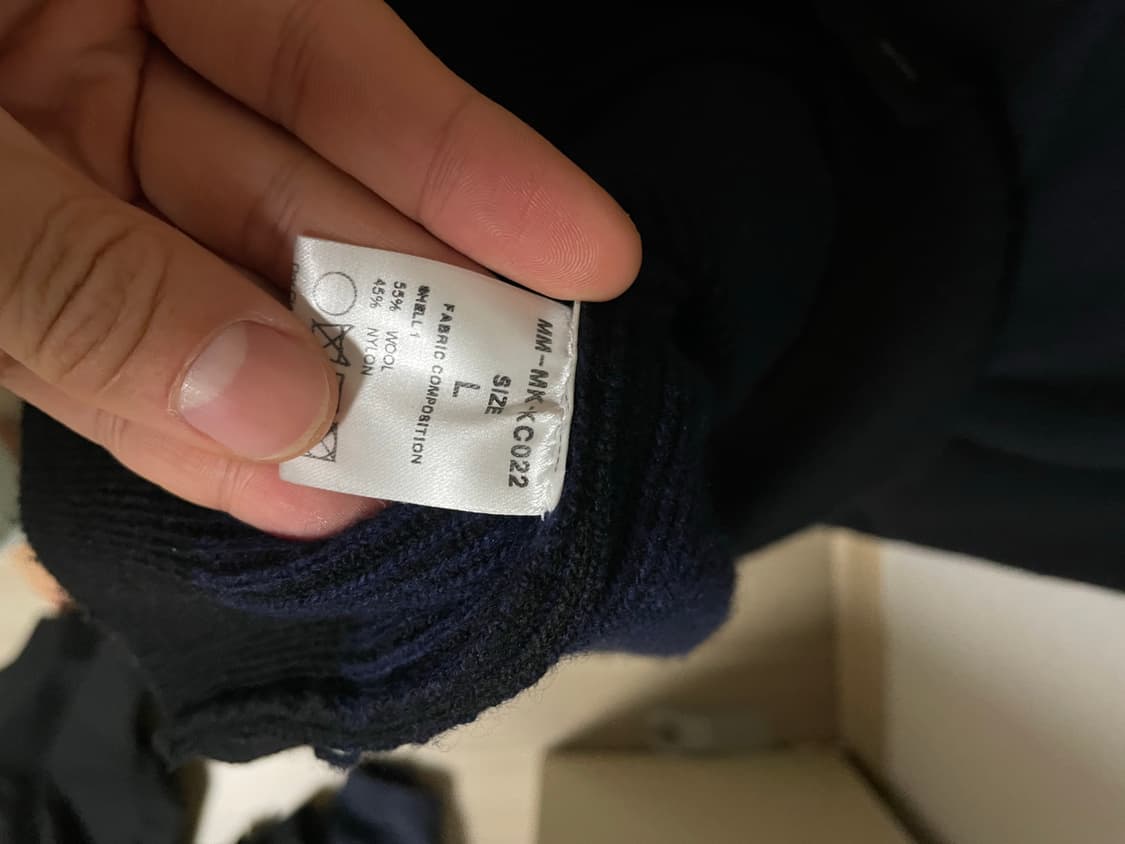 MM-MK-KC022
SIZE
L
FABRIC COMPOSITION
SHELL 1
55% WOOL
45% NYLON